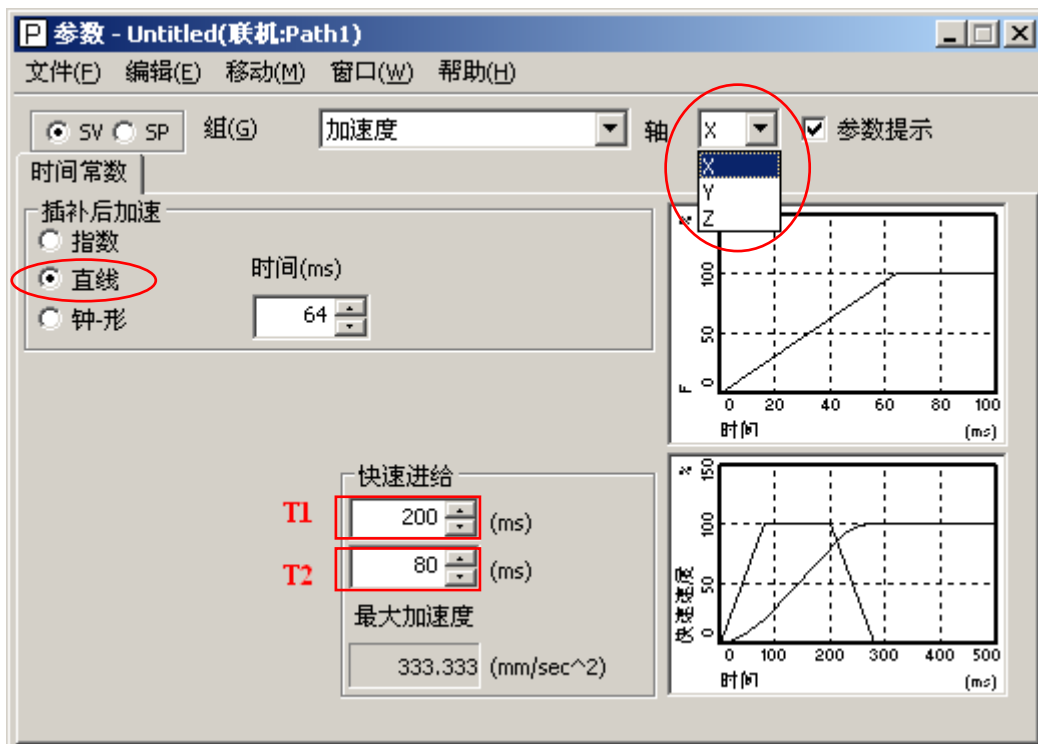 参数 - Untitled(联机:Path1)
文件(F) 编辑(E) 移动(M) 窗口(W) 帮助(H)
SV SP 组(G) 加速度 轴 X 参数提示
X
Y
Z
时间常数
插补后加速
指数
直线 时间(ms)
钟-形 64
% 100 50 0 F
0 20 40 60 80 100
时间 (ms)
快速进给
T1 200 (ms)
T2 80 (ms)
最大加速度
333.333 (mm/sec^2)
% 150 100 50 0 快速速度
0 100 200 300 400 500
时间 (ms)